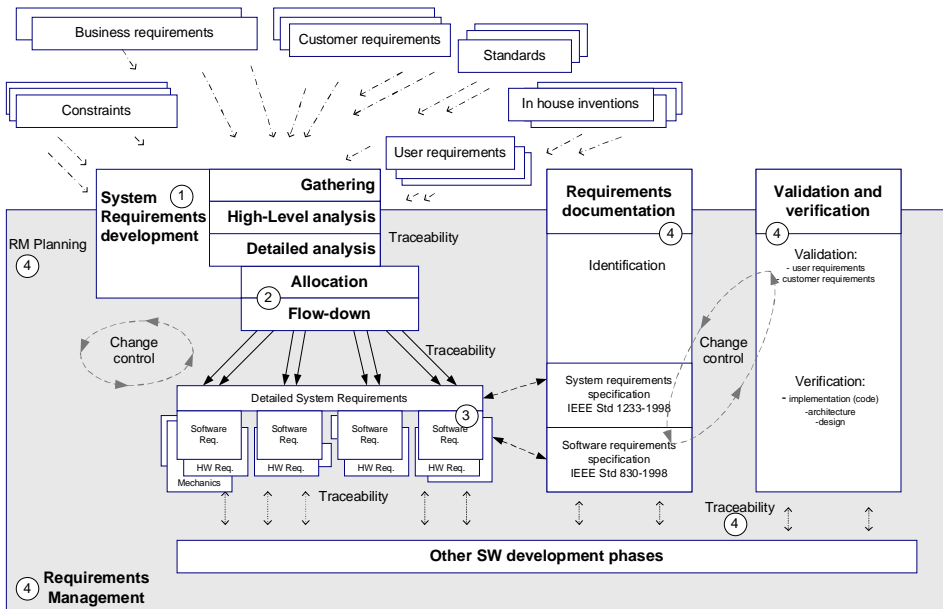 Business requirements
Customer requirements
Standards
Constraints
In house inventions
User requirements
System
Requirements
development
1
Gathering
High-Level analysis
Detailed analysis
Traceability
Allocation
2
Flow-down
Requirements
documentation
4
Validation and
verification
4
RM Planning
4
Identification
Validation:
- user requirements
- customer requirements
Change
control
Change
control
Traceability
Detailed System Requirements
3
System requirements
specification
IEEE Std 1233-1998
Verification:
- implementation (code)
-architecture
-design
Software
Req.
Software
Req.
Software
Req.
Software
Req.
HW Req.
HW Req.
HW Req.
HW Req.
Mechanics
Software requirements
specification
IEEE Std 830-1998
Traceability
Traceability
4
Other SW development phases
4
Requirements
Management